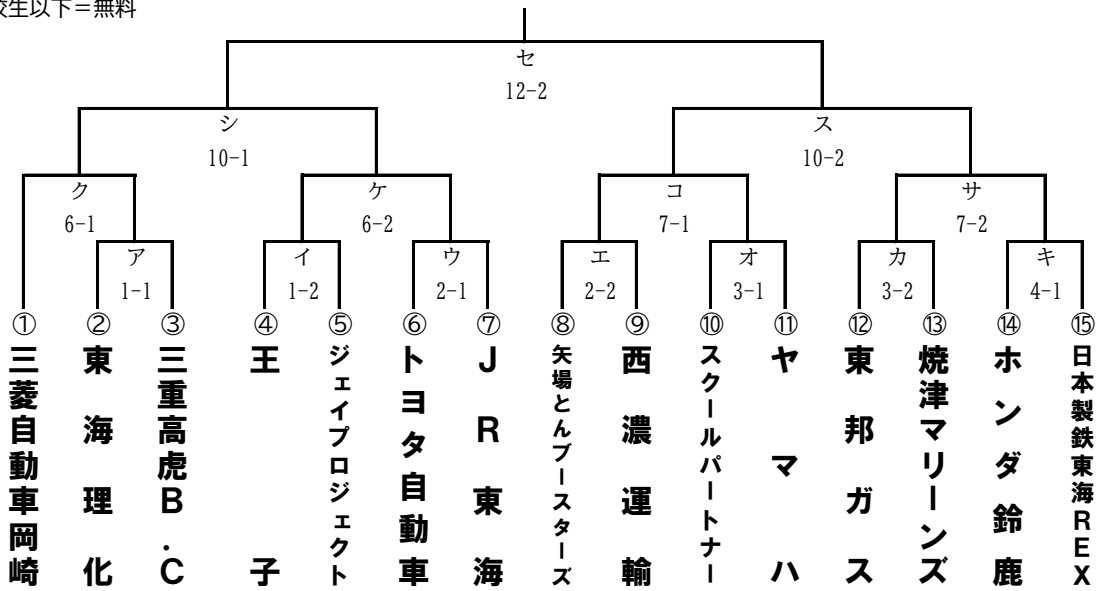 校生以下＝無料
セ
12-2
シ
10-1
ス
10-2
ク
6-1
ケ
6-2
コ
7-1
サ
7-2
ア
1-1
イ
1-2
ウ
2-1
エ
2-2
オ
3-1
カ
3-2
キ
4-1
① 三菱自動車岡崎
② 東海理化
③ 三重高虎B.C
④ 王子
⑤ ジェイプロジェクト
⑥ トヨタ自動車
⑦ JR東海
⑧ 矢場とんブースターズ
⑨ 西濃運輸
⑩ スクールパートナー
⑪ ヤマハ
⑫ 東邦ガス
⑬ 焼津マリーンズ
⑭ ホンダ鈴鹿
⑮ 日本製鉄東海REX